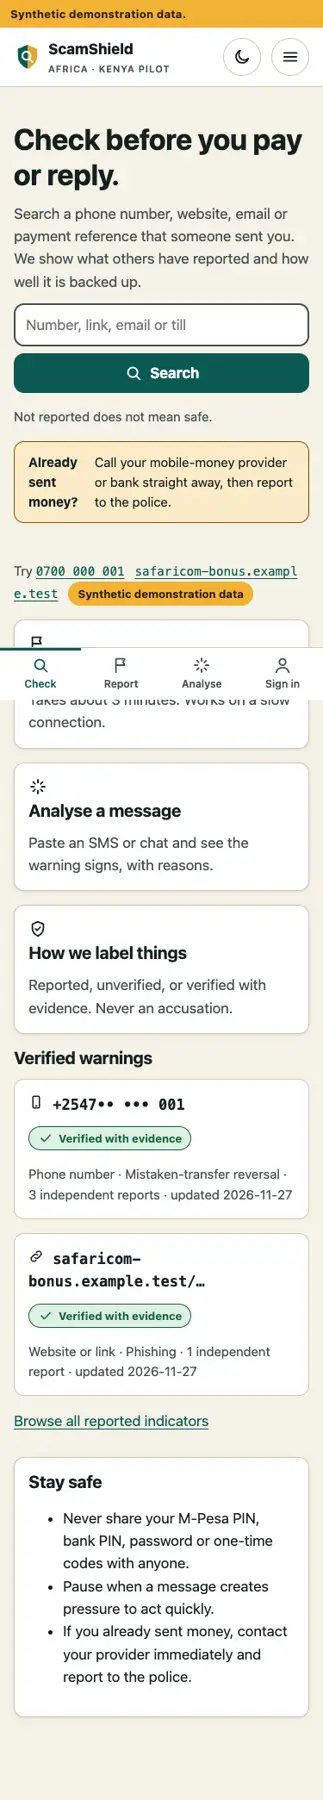 Synthetic demonstration data.
ScamShield
AFRICA · KENYA PILOT
Check before you pay
or reply.
Search a phone number, website, email or
payment reference that someone sent you.
We show what others have reported and how
well it is backed up.
Number, link, email or till
Search
Not reported does not mean safe.
Already
sent
money?
Call your mobile-money provider
or bank straight away, then report
to the police.
Try 0700 000 001 safaricom-bonus.exampl
e.test Synthetic demonstration data
Check
Report
Analyse
Sign in
Takes about 3 minutes. Works on a slow
connection.
Analyse a message
Paste an SMS or chat and see the
warning signs, with reasons.
How we label things
Reported, unverified, or verified with
evidence. Never an accusation.
Verified warnings
+2547•• ••• 001
Verified with evidence
Phone number · Mistaken-transfer reversal ·
3 independent reports · updated 2026-11-27
safaricom-
bonus.example.test/…
Verified with evidence
Website or link · Phishing · 1 independent
report · updated 2026-11-27
Browse all reported indicators
Stay safe
• Never share your M-Pesa PIN,
bank PIN, password or one-time
codes with anyone.
• Pause when a message creates
pressure to act quickly.
• If you already sent money, contact
your provider immediately and
report to the police.